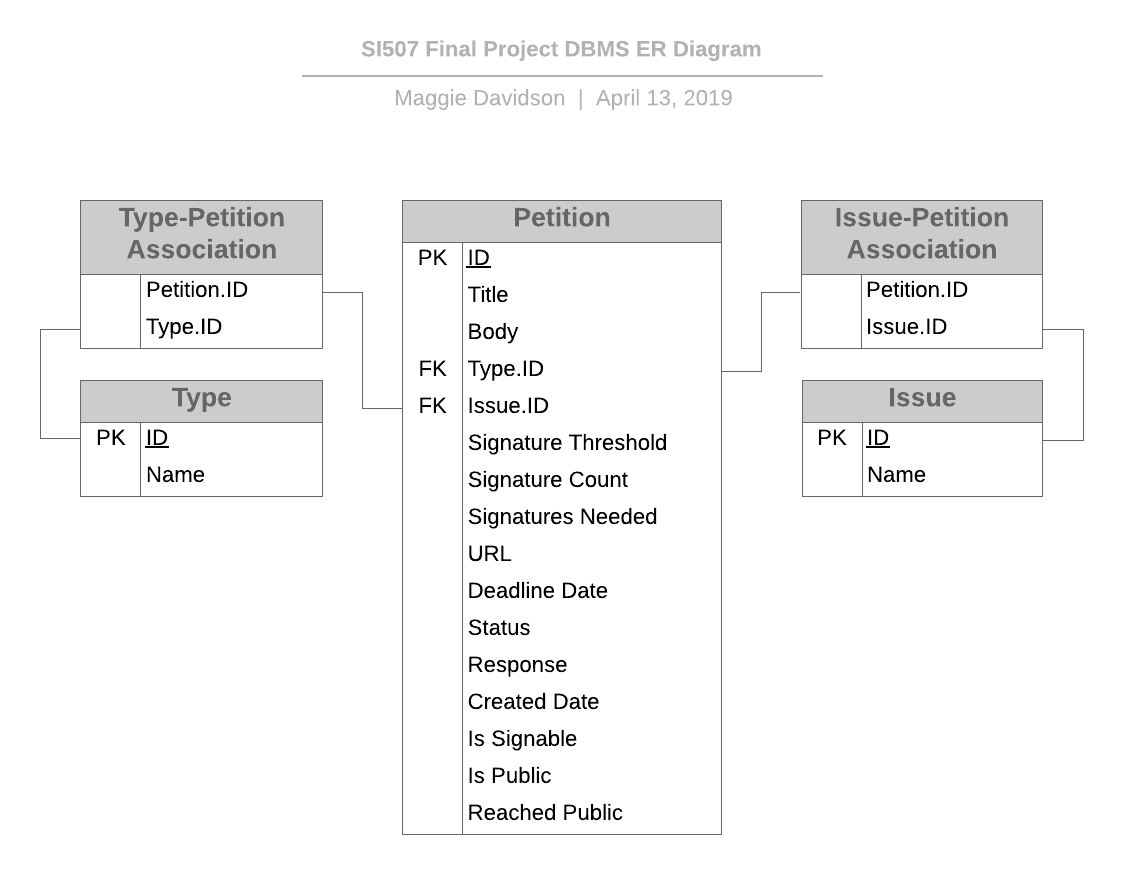 SI507 Final Project DBMS ER Diagram
Maggie Davidson | April 13, 2019
Type-Petition
Association
Petition.ID
Type.ID
Type
PK ID
Name
Petition
PK ID
Title
Body
FK Type.ID
FK Issue.ID
Signature Threshold
Signature Count
Signatures Needed
URL
Deadline Date
Status
Response
Created Date
Is Signable
Is Public
Reached Public
Issue-Petition
Association
Petition.ID
Issue.ID
Issue
PK ID
Name